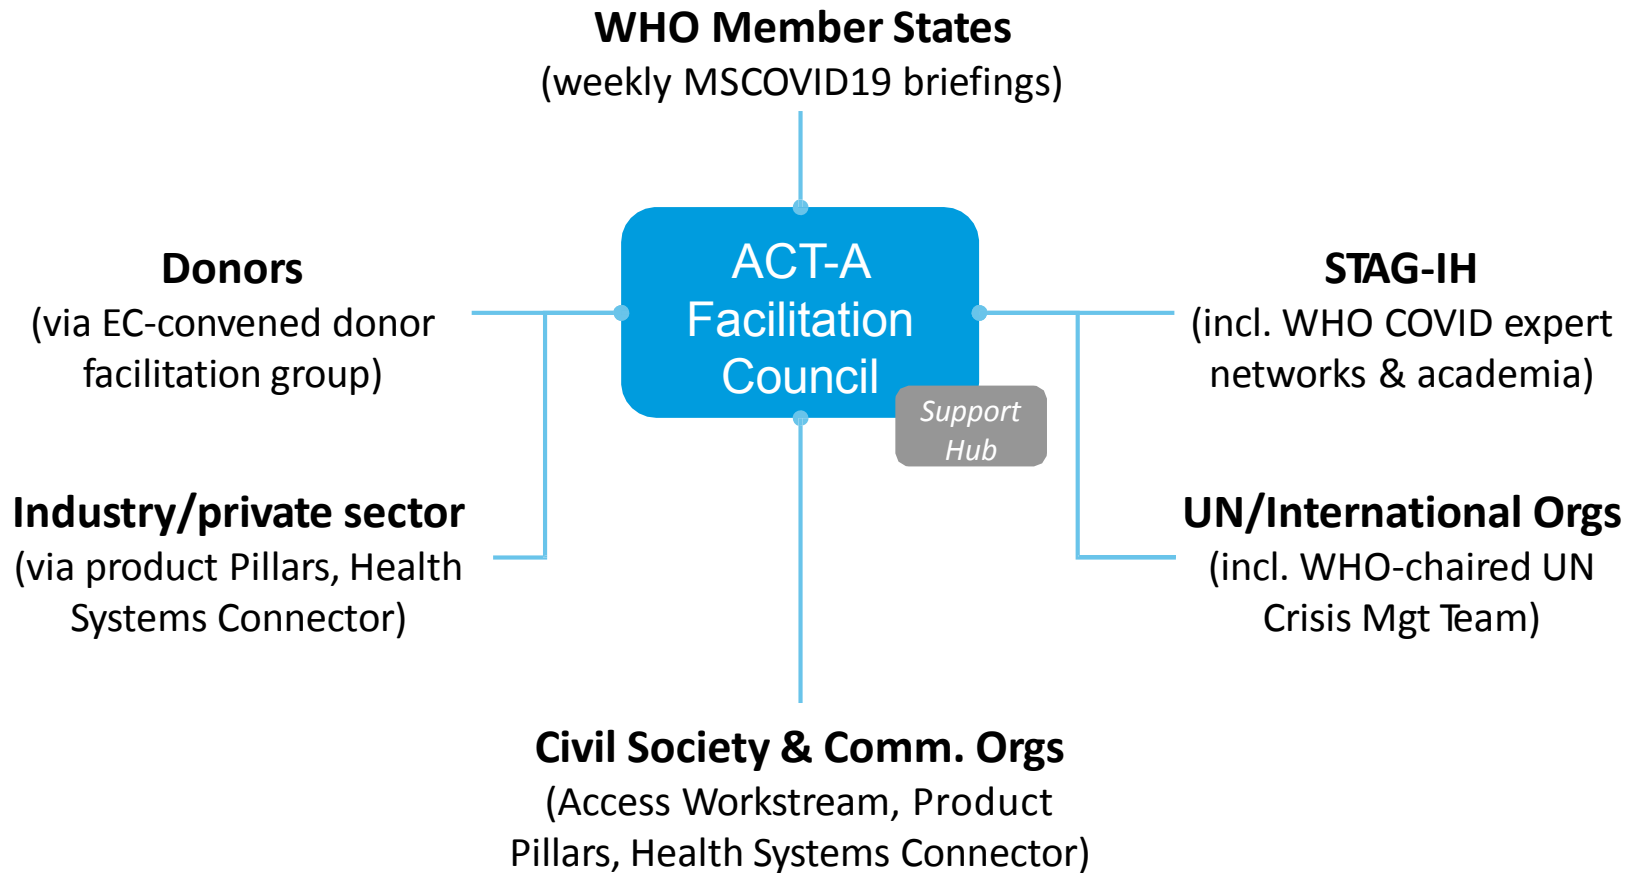 WHO Member States
(weekly MSCOVID19 briefings)
Donors
(via EC-convened donor
facilitation group)
ACT-A
Facilitation
Council
Support
Hub
STAG-IH
(incl. WHO COVID expert
networks & academia)
Industry/private sector
(via product Pillars, Health
Systems Connector)
UN/International Orgs
(incl. WHO-chaired UN
Crisis Mgt Team)
Civil Society & Comm. Orgs
(Access Workstream, Product
Pillars, Health Systems Connector)